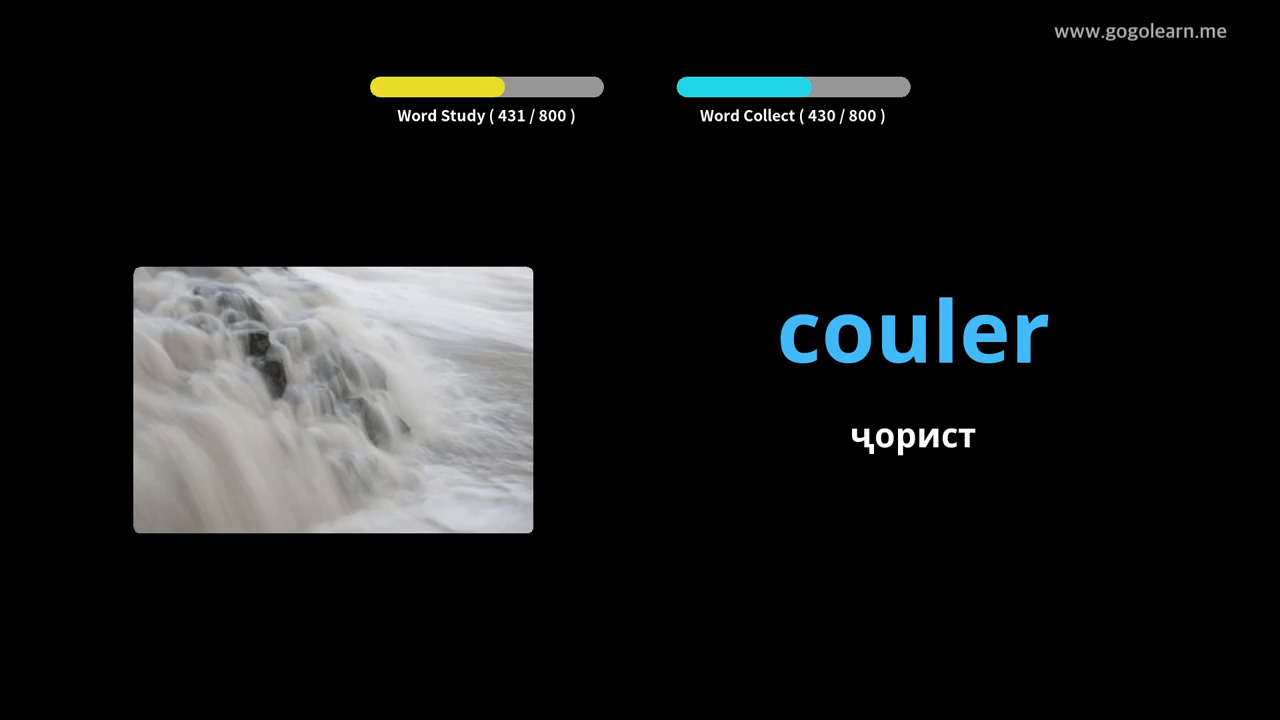 www.gogolearn.me
Word Study ( 431 / 800 )
Word Collect ( 430 / 800 )
couler
ҷорист